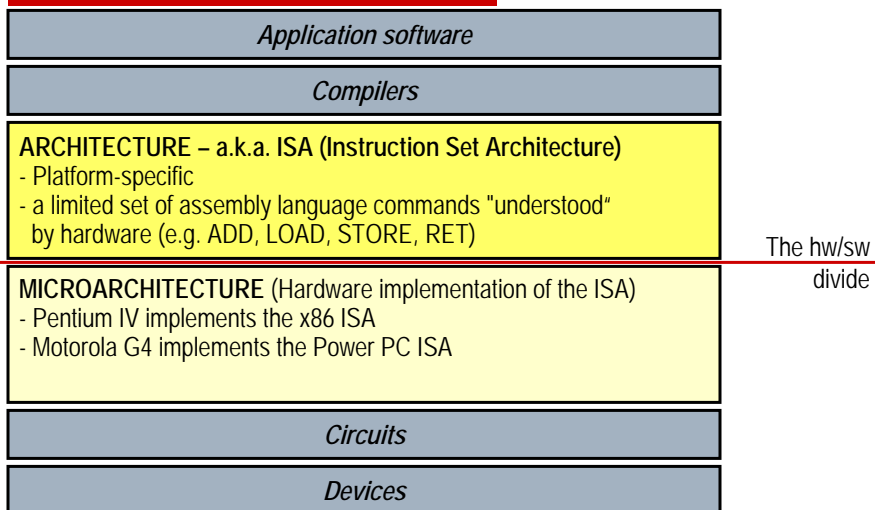 Application software
Compilers
ARCHITECTURE – a.k.a. ISA (Instruction Set Architecture)
- Platform-specific
- a limited set of assembly language commands "understood“
by hardware (e.g. ADD, LOAD, STORE, RET)
The hw/sw
divide
MICROARCHITECTURE (Hardware implementation of the ISA)
- Pentium IV implements the x86 ISA
- Motorola G4 implements the Power PC ISA
Circuits
Devices